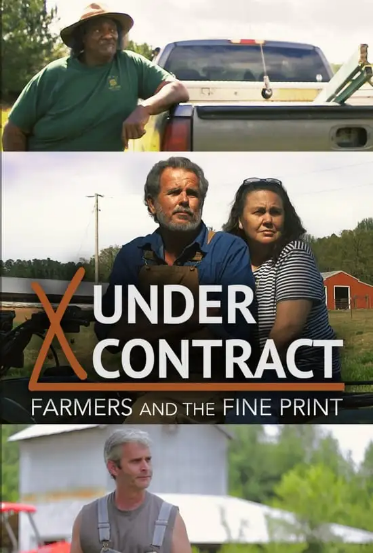 UNDER
CONTRACT
FARMERS AND THE FINE PRINT